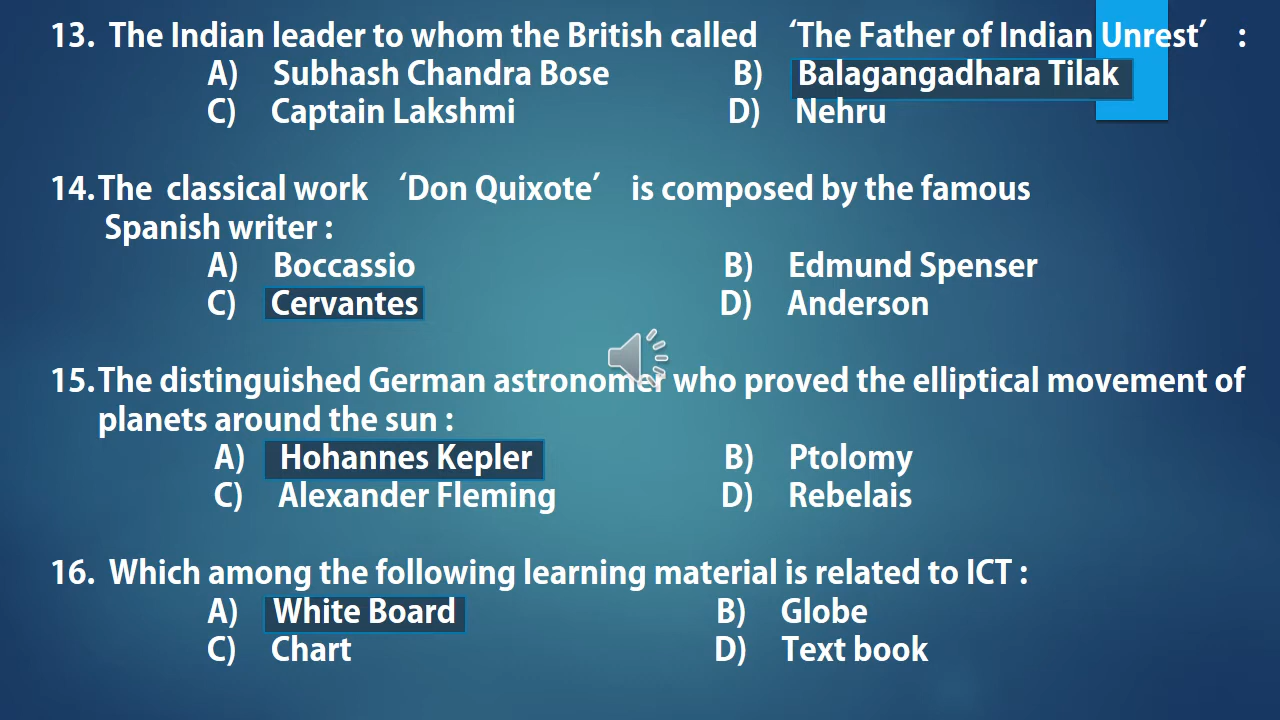 13. The Indian leader to whom the British called ‘The Father of Indian Unrest’ :
A) Subhash Chandra Bose B) Balagangadhara Tilak
C) Captain Lakshmi D) Nehru
14. The classical work ‘Don Quixote’ is composed by the famous
Spanish writer :
A) Boccassio B) Edmund Spenser
C) Cervantes D) Anderson
15. The distinguished German astronomer who proved the elliptical movement of
planets around the sun :
A) Hohannes Kepler B) Ptolomy
C) Alexander Fleming D) Rebelais
16. Which among the following learning material is related to ICT :
A) White Board B) Globe
C) Chart D) Text book